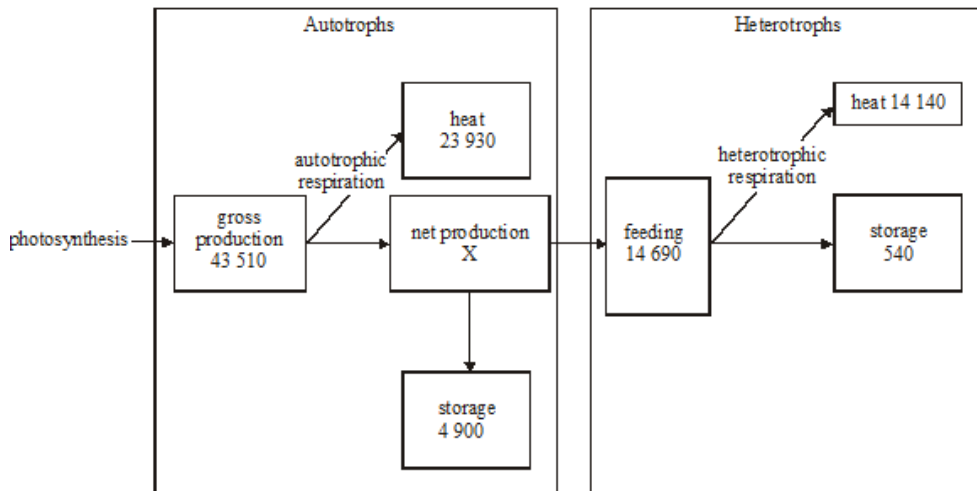 Autotrophs
Heterotrophs
heat
23 930
heat 14 140
autotrophic
respiration
heterotrophic
respiration
photosynthesis
gross
production
43 510
net production
X
feeding
14 690
storage
540
storage
4 900